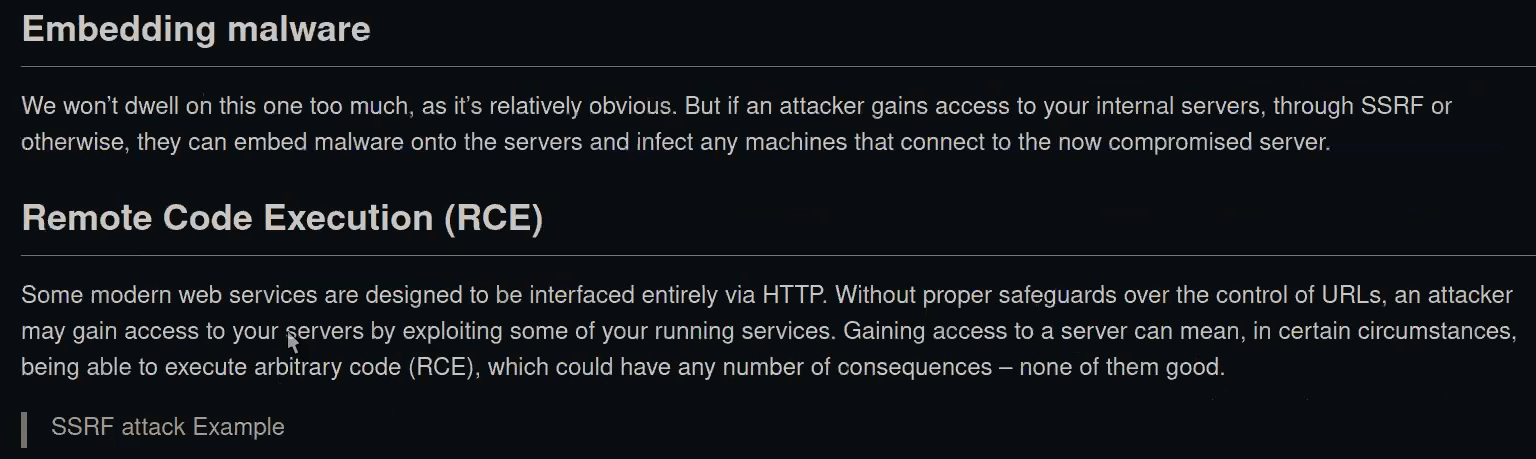 Embedding malware
We won’t dwell on this one too much, as it’s relatively obvious. But if an attacker gains access to your internal servers, through SSRF or
otherwise, they can embed malware onto the servers and infect any machines that connect to the now compromised server.
Remote Code Execution (RCE)
Some modern web services are designed to be interfaced entirely via HTTP. Without proper safeguards over the control of URLs, an attacker
may gain access to your servers by exploiting some of your running services. Gaining access to a server can mean, in certain circumstances,
being able to execute arbitrary code (RCE), which could have any number of consequences – none of them good.
SSRF attack Example